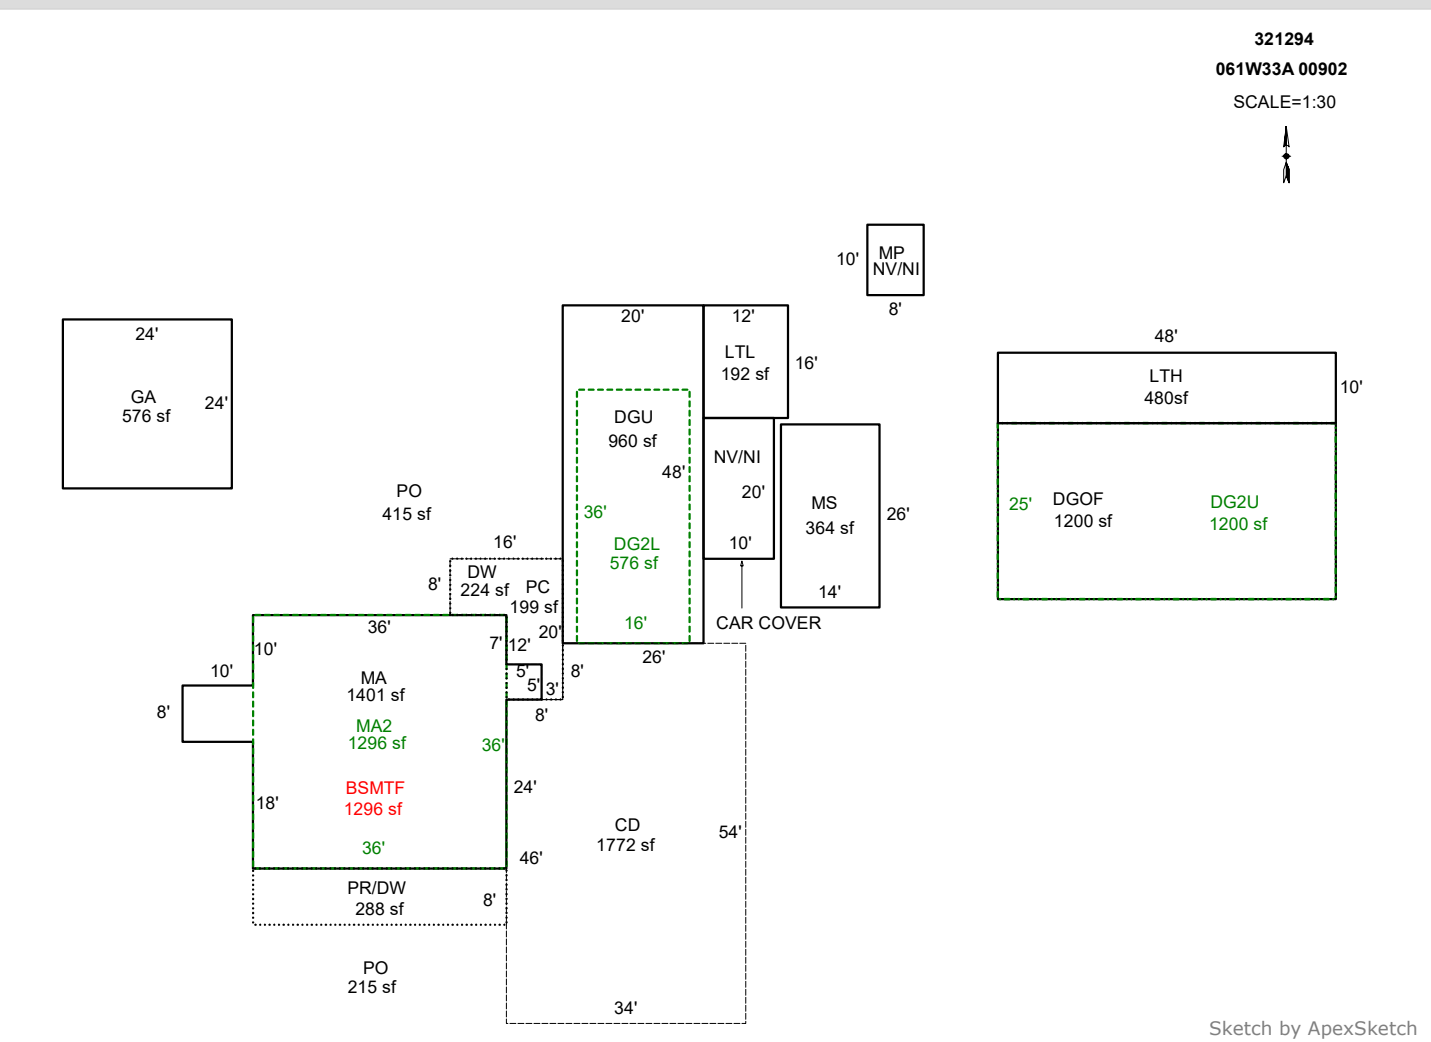 321294
061W33A 00902
SCALE=1:30
MP
NV/NI
10'
8'
24'
GA
576 sf
24'
20'
12'
LTL
192 sf
16'
48'
LTH
480sf
10'
DGU
960 sf
48'
36'
DG2L
576 sf
16'
NV/NI
20'
10'
CAR COVER
MS
364 sf
26'
14'
25'
DGOF
1200 sf
DG2U
1200 sf
PO
415 sf
16'
8'
DW
224 sf
PC
199 sf
20'
36'
7'
12'
10'
26'
8'
5'
5'
3'
8'
10'
8'
MA
1401 sf
MA2
1296 sf
36'
BSMTF
1296 sf
24'
18'
36'
46'
CD
1772 sf
54'
PR/DW
288 sf
8'
PO
215 sf
34'
Sketch by ApexSketch